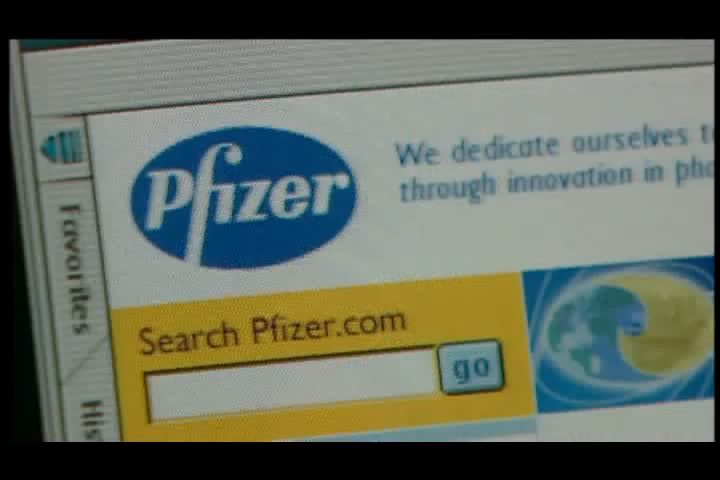 Pfizer
We dedicate ourselves
through innovation in
Favorites
Search Pfizer.com
go